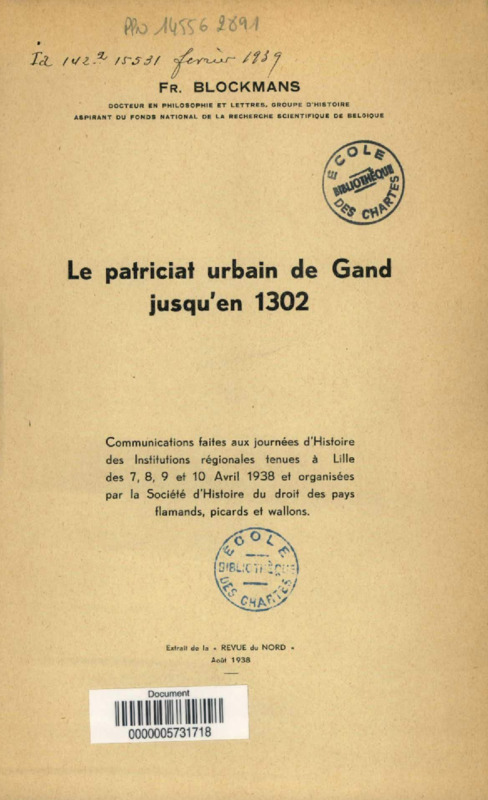 PPN 14556 2891
Id 142.a 15531 février 1939
FR. BLOCKMANS
DOCTEUR EN PHILOSOPHIE ET LETTRES, GROUPE D'HISTOIRE
ASPIRANT DU FONDS NATIONAL DE LA RECHERCHE SCIENTIFIQUE DE BELGIQUE
ECOLE
BIBLIOTHÈQUE
DES CHARTES
Le patriciat urbain de Gand
jusqu'en 1302
Communications faites aux journées d'Histoire
des Institutions régionales tenues à Lille
des 7, 8, 9 et 10 Avril 1938 et organisées
par la Société d'Histoire du droit des pays
flamands, picards et wallons.
ECOLE
BIBLIOTHÈQUE
DES CHARTES
Extrait de la « REVUE du NORD »
Août 1938
Document
0000005731718